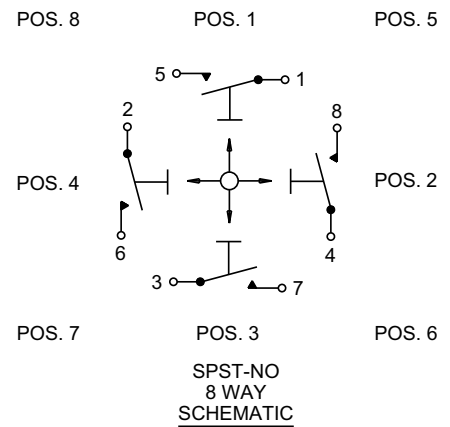 POS. 8 POS. 1 POS. 5
5 1
2 8
POS. 4 POS. 2
6 4
3 7
POS. 7 POS. 3 POS. 6
SPST-NO
8 WAY
SCHEMATIC